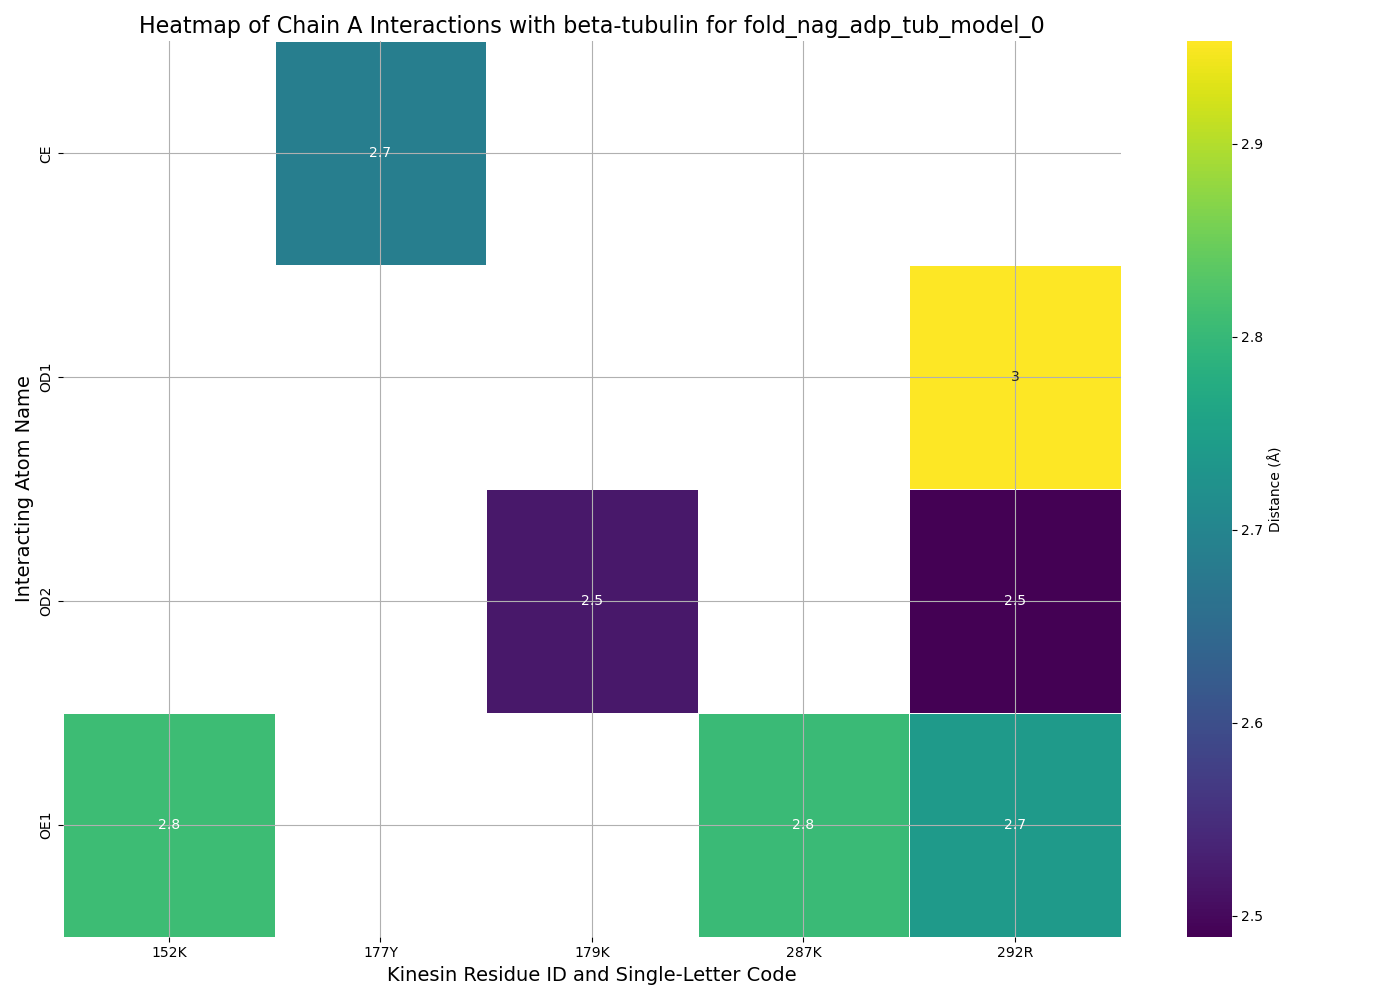 Heatmap of Chain A Interactions with beta-tubulin for fold_nag_adp_tub_model_0
Interacting Atom Name
CE
OD1
OD2
OE1
2.7
3
2.5
2.5
2.8
2.8
2.7
152K
177Y
179K
287K
292R
Kinesin Residue ID and Single-Letter Code
2.9
2.8
2.7
2.6
2.5
Distance (Å)